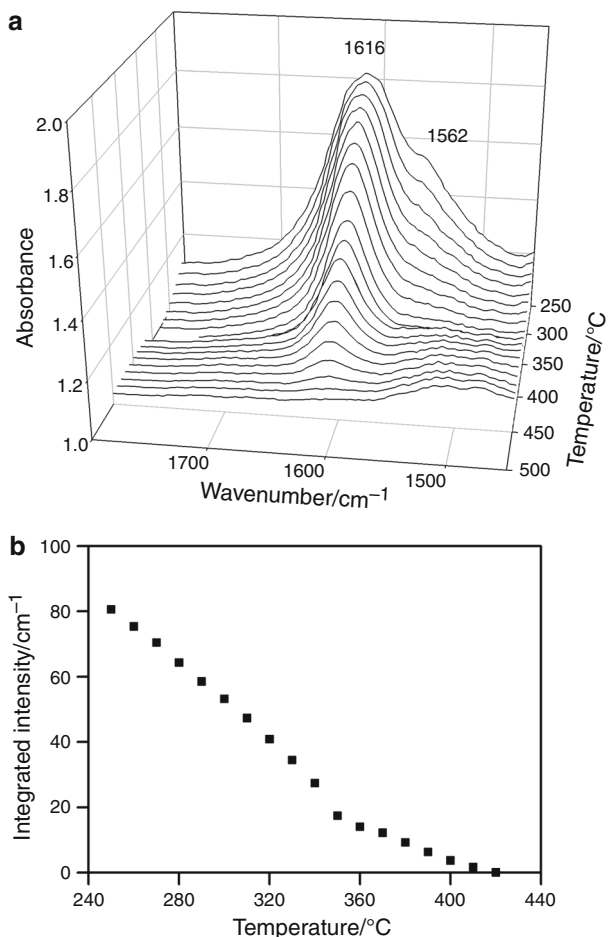 a
1616
1562
2.0
1.8
1.6
1.4
1.2
1.0
Absorbance
1700
1600
1500
Wavenumber/cm⁻¹
250
300
350
400
450
500
Temperature/°C
b
100
80
60
40
20
0
Integrated intensity/cm⁻¹
240 280 320 360 400 440
Temperature/°C